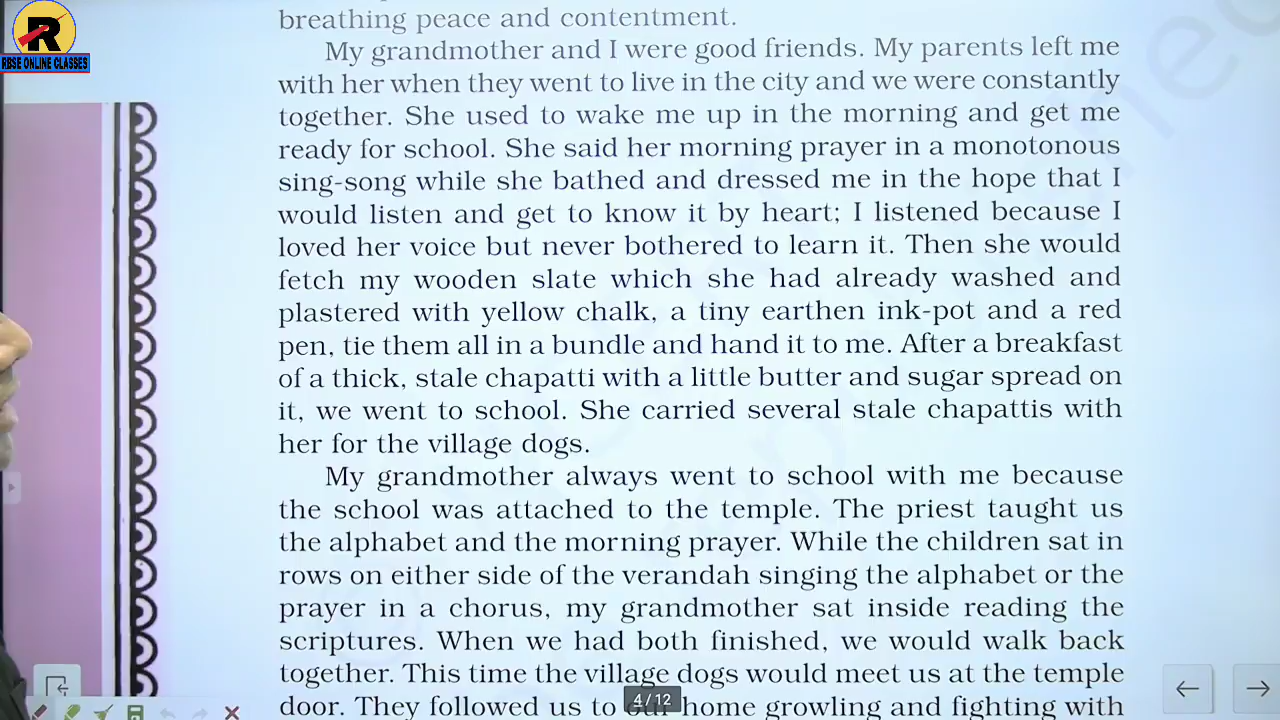 R
RBSE ONLINE CLASSES
breathing peace and contentment.
My grandmother and I were good friends. My parents left me
with her when they went to live in the city and we were constantly
together. She used to wake me up in the morning and get me
ready for school. She said her morning prayer in a monotonous
sing-song while she bathed and dressed me in the hope that I
would listen and get to know it by heart; I listened because I
loved her voice but never bothered to learn it. Then she would
fetch my wooden slate which she had already washed and
plastered with yellow chalk, a tiny earthen ink-pot and a red
pen, tie them all in a bundle and hand it to me. After a breakfast
of a thick, stale chapatti with a little butter and sugar spread on
it, we went to school. She carried several stale chapattis with
her for the village dogs.
My grandmother always went to school with me because
the school was attached to the temple. The priest taught us
the alphabet and the morning prayer. While the children sat in
rows on either side of the verandah singing the alphabet or the
prayer in a chorus, my grandmother sat inside reading the
scriptures. When we had both finished, we would walk back
together. This time the village dogs would meet us at the temple
door. They followed us to our home growling and fighting with
4/12